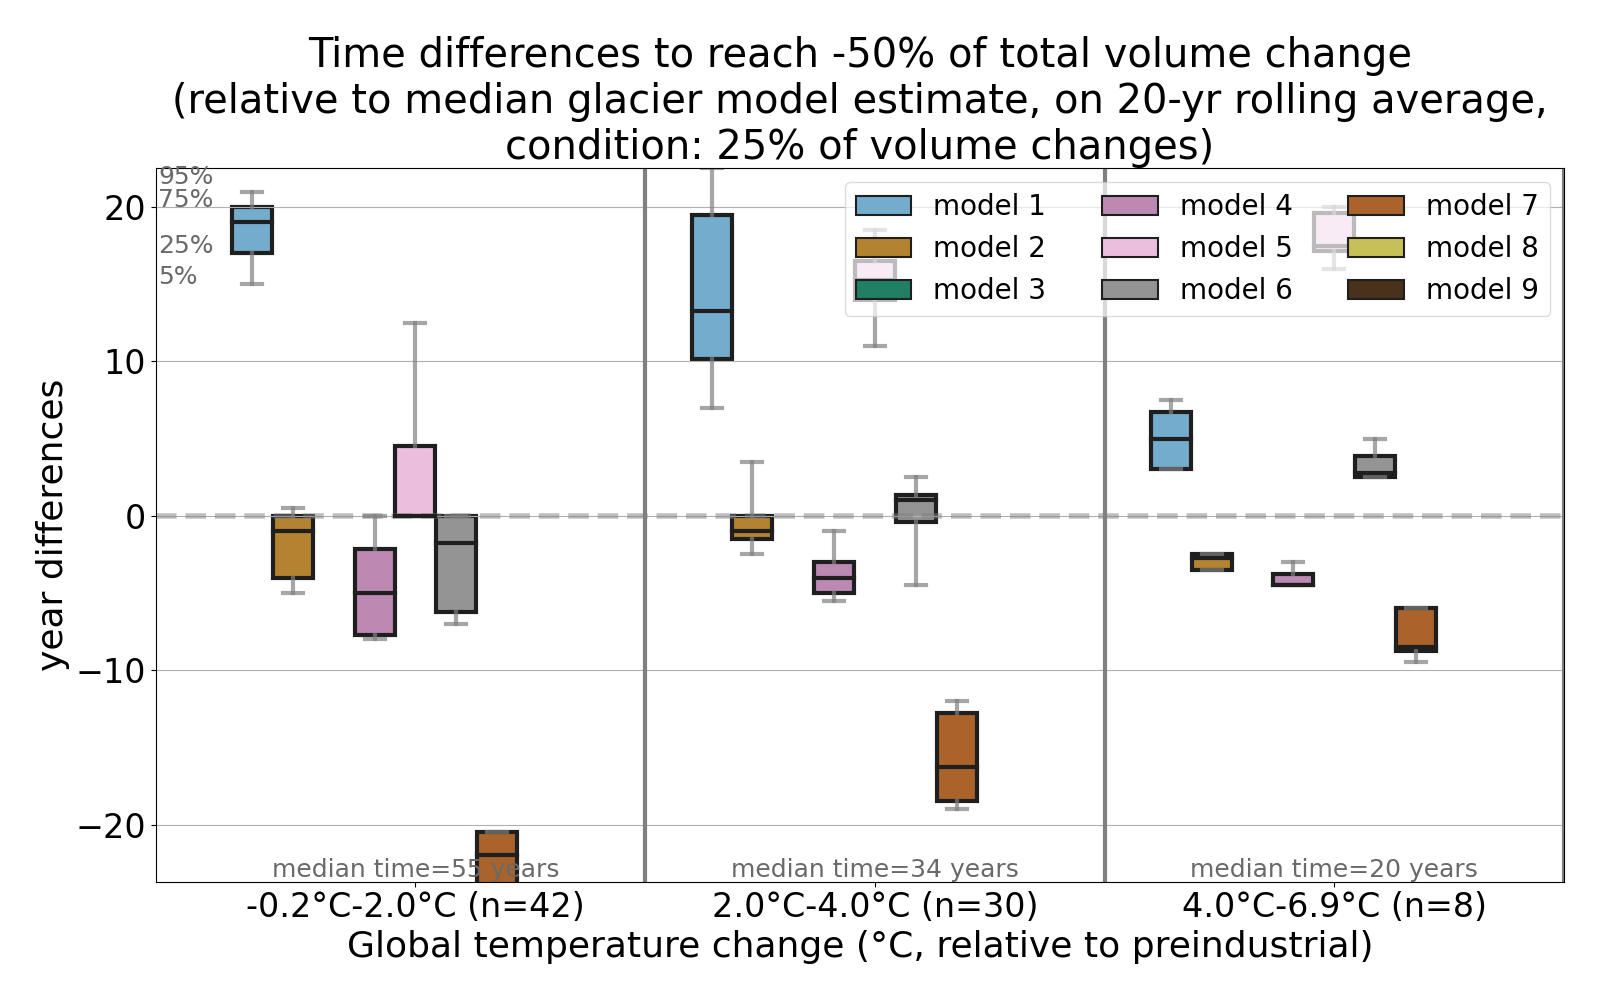 Time differences to reach -50% of total volume change
(relative to median glacier model estimate, on 20-yr rolling average,
condition: 25% of volume changes)
95%
75%
25%
5%
model 1
model 2
model 3
model 4
model 5
model 6
model 7
model 8
model 9
20
10
0
−10
−20
year differences
median time=55 years
median time=34 years
median time=20 years
-0.2°C-2.0°C (n=42)
2.0°C-4.0°C (n=30)
4.0°C-6.9°C (n=8)
Global temperature change (°C, relative to preindustrial)